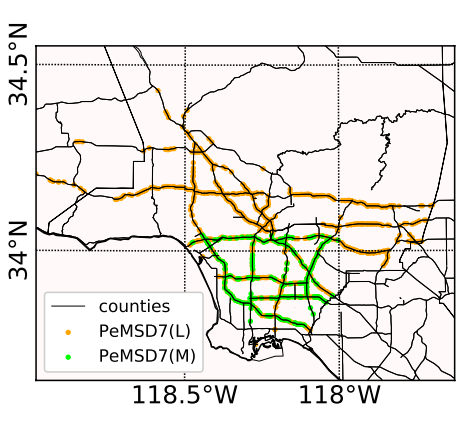 34.5°N
34°N
counties
PeMSD7(L)
PeMSD7(M)
118.5°W
118°W